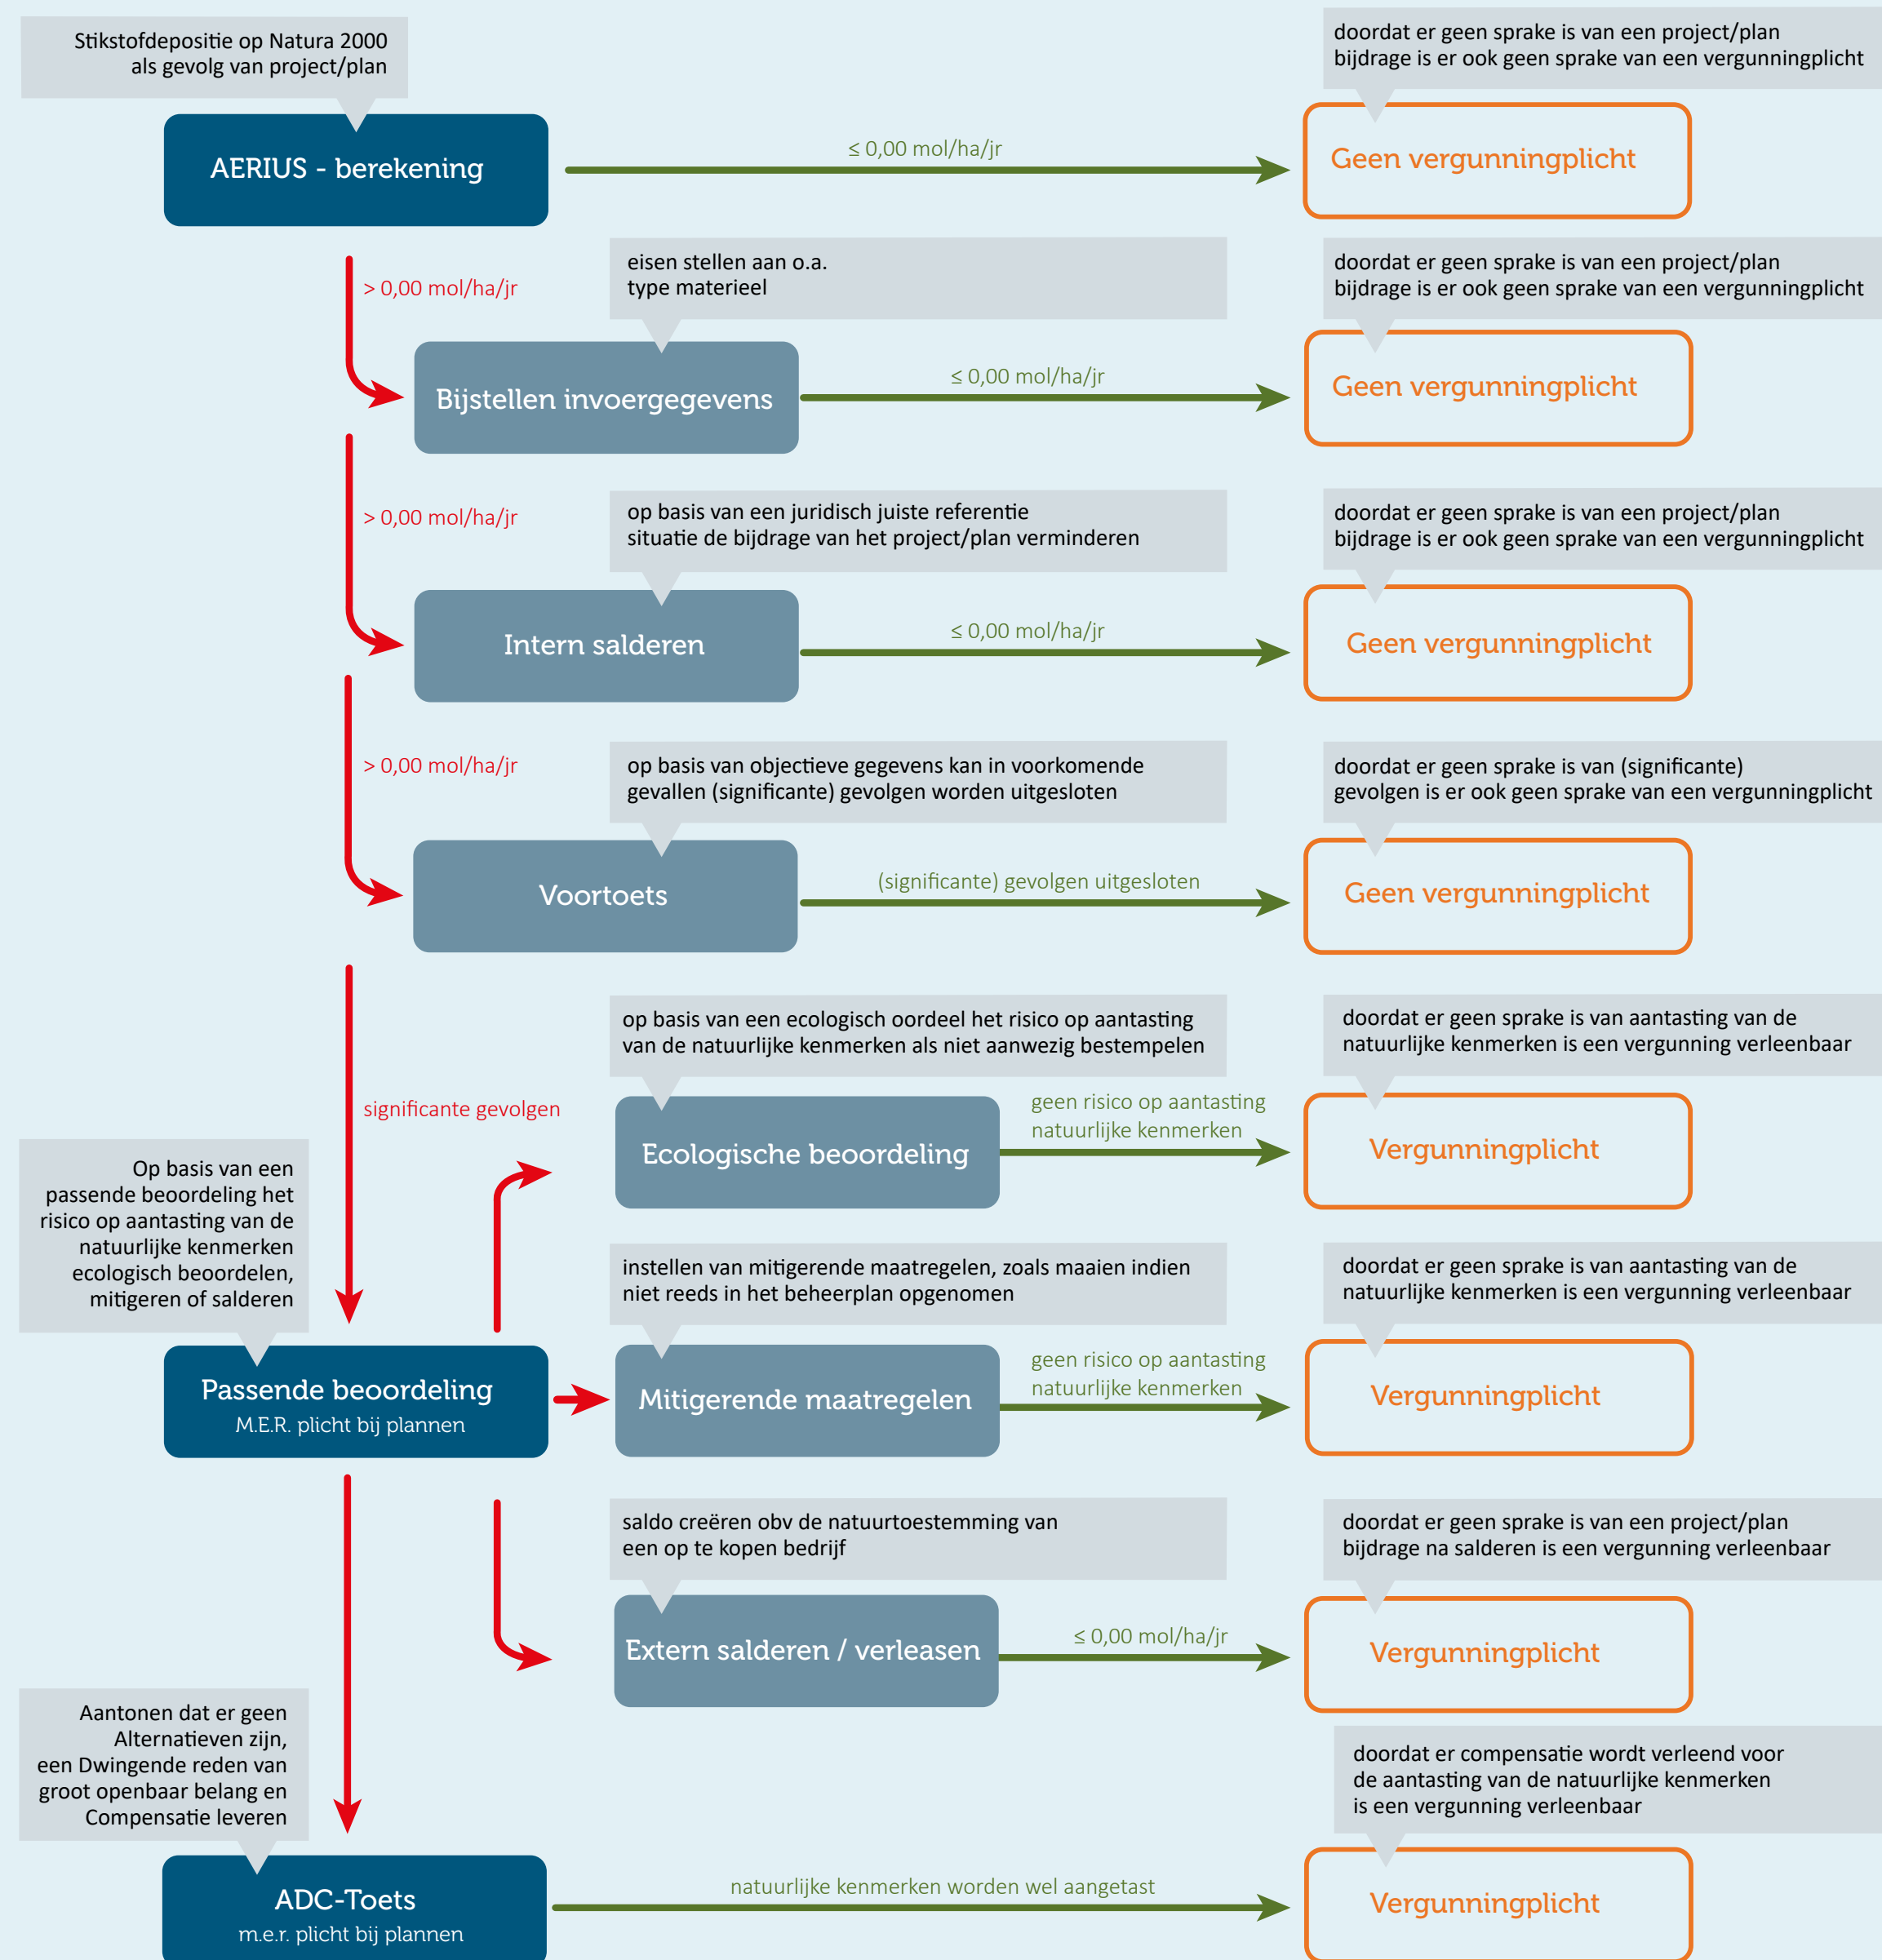 Stikstofdepositie op Natura 2000
als gevolg van project/plan
doordat er geen sprake is van een project/plan
bijdrage is er ook geen sprake van een vergunningplicht
AERIUS - berekening
≤ 0,00 mol/ha/jr
Geen vergunningplicht
> 0,00 mol/ha/jr
eisen stellen aan o.a.
type materieel
doordat er geen sprake is van een project/plan
bijdrage is er ook geen sprake van een vergunningplicht
Bijstellen invoergegevens
≤ 0,00 mol/ha/jr
Geen vergunningplicht
> 0,00 mol/ha/jr
op basis van een juridisch juiste referentie
situatie de bijdrage van het project/plan verminderen
doordat er geen sprake is van een project/plan
bijdrage is er ook geen sprake van een vergunningplicht
Intern salderen
≤ 0,00 mol/ha/jr
Geen vergunningplicht
> 0,00 mol/ha/jr
op basis van objectieve gegevens kan in voorkomende
gevallen (significante) gevolgen worden uitgesloten
doordat er geen sprake is van (significante)
gevolgen is er ook geen sprake van een vergunningplicht
Voortoets
(significante) gevolgen uitgesloten
Geen vergunningplicht
significante gevolgen
op basis van een ecologisch oordeel het risico op aantasting
van de natuurlijke kenmerken als niet aanwezig bestempelen
doordat er geen sprake is van aantasting van de
natuurlijke kenmerken is een vergunning verleenbaar
Ecologische beoordeling
geen risico op aantasting
natuurlijke kenmerken
Vergunningplicht
Op basis van een
passende beoordeling het
risico op aantasting van de
natuurlijke kenmerken
ecologisch beoordelen,
mitigeren of salderen
instellen van mitigerende maatregelen, zoals maaien indien
niet reeds in het beheerplan opgenomen
doordat er geen sprake is van aantasting van de
natuurlijke kenmerken is een vergunning verleenbaar
Passende beoordeling
M.E.R. plicht bij plannen
Mitigerende maatregelen
geen risico op aantasting
natuurlijke kenmerken
Vergunningplicht
saldo creëren obv de natuurtoestemming van
een op te kopen bedrijf
doordat er geen sprake is van een project/plan
bijdrage na salderen is een vergunning verleenbaar
Extern salderen / verleasen
≤ 0,00 mol/ha/jr
Vergunningplicht
Aantonen dat er geen
Alternatieven zijn,
een Dwingende reden van
groot openbaar belang en
Compensatie leveren
doordat er compensatie wordt verleend voor
de aantasting van de natuurlijke kenmerken
is een vergunning verleenbaar
ADC-Toets
m.e.r. plicht bij plannen
natuurlijke kenmerken worden wel aangetast
Vergunningplicht